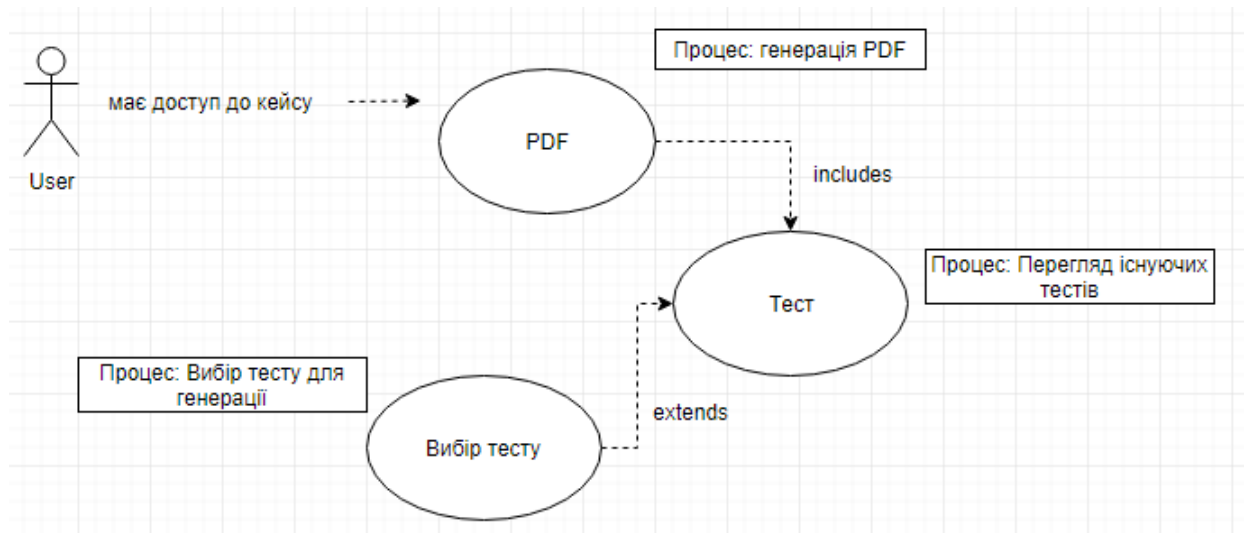 Процес: генерація PDF
має доступ до кейсу
PDF
User
includes
Процес: Перегляд існуючих
тестів
Тест
Процес: Вибір тесту для
генерації
extends
Вибір тесту